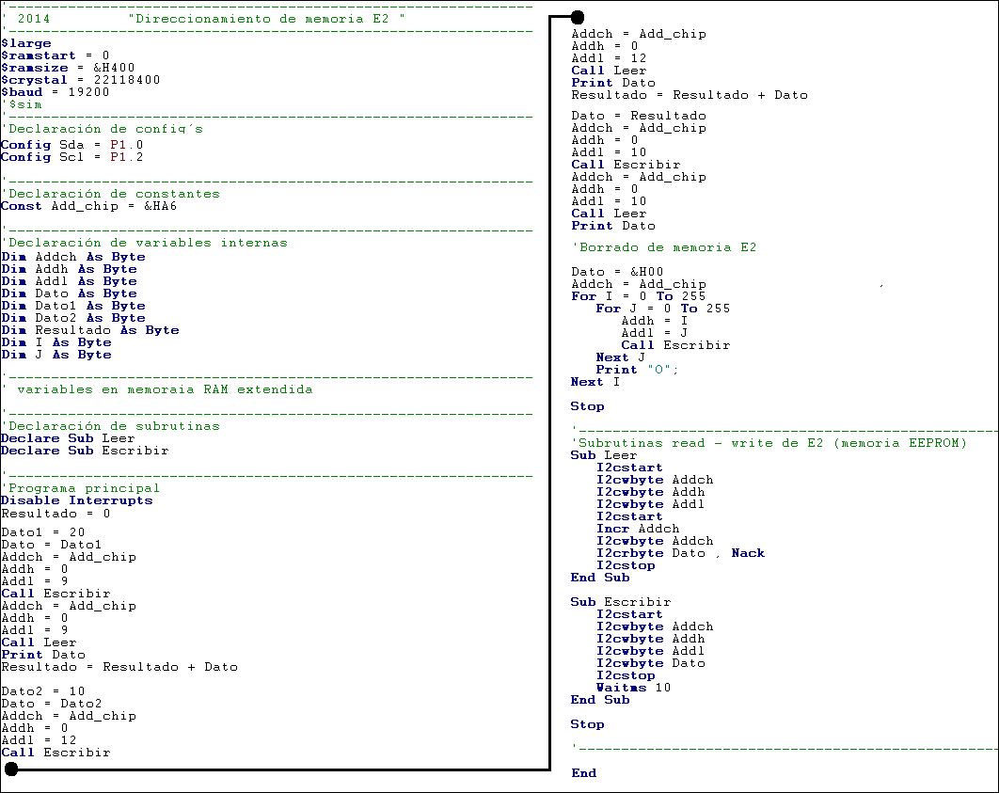 '--------------------------------------------------------------
' 2014         "Direccionamiento de memoria E2 "
'--------------------------------------------------------------
$large
$ramstart = 0
$ramsize = &H400
$crystal = 22118400
$baud = 19200
'$sim
'--------------------------------------------------------------
'Declaración de config´s
Config Sda = P1.0
Config Scl = P1.2
'--------------------------------------------------------------
'Declaración de constantes
Const Add_chip = &HA6
'--------------------------------------------------------------
'Declaración de variables internas
Dim Addch As Byte
Dim Addh As Byte
Dim Addl As Byte
Dim Dato As Byte
Dim Dato1 As Byte
Dim Dato2 As Byte
Dim Resultado As Byte
Dim I As Byte
Dim J As Byte
'--------------------------------------------------------------
' variables en memoraia RAM extendida
'--------------------------------------------------------------
'Declaración de subrutinas
Declare Sub Leer
Declare Sub Escribir
'--------------------------------------------------------------
'Programa principal
Disable Interrupts
Resultado = 0
Dato1 = 20
Dato = Dato1
Addch = Add_chip
Addh = 0
Addl = 9
Call Escribir
Addch = Add_chip
Addh = 0
Addl = 9
Call Leer
Print Dato
Resultado = Resultado + Dato
Dato2 = 10
Dato = Dato2
Addch = Add_chip
Addh = 0
Addl = 12
Call Escribir
Addch = Add_chip
Addh = 0
Addl = 12
Call Leer
Print Dato
Resultado = Resultado + Dato
Dato = Resultado
Addch = Add_chip
Addh = 0
Addl = 10
Call Escribir
Addch = Add_chip
Addh = 0
Addl = 10
Call Leer
Print Dato
'Borrado de memoria E2
Dato = &H00
Addch = Add_chip
For I = 0 To 255
For J = 0 To 255
Addh = I
Addl = J
Call Escribir
Next J
Print "O";
Next I
Stop
'--------------------------------------------------
'Subrutinas read - write de E2 (memoria EEPROM)
Sub Leer
I2cstart
I2cwbyte Addch
I2cwbyte Addh
I2cwbyte Addl
I2cstart
Incr Addch
I2cwbyte Addch
I2crbyte Dato , Nack
I2cstop
End Sub
Sub Escribir
I2cstart
I2cwbyte Addch
I2cwbyte Addh
I2cwbyte Addl
I2cwbyte Dato
I2cstop
Waitms 10
End Sub
Stop
'--------------------------------------------------
End